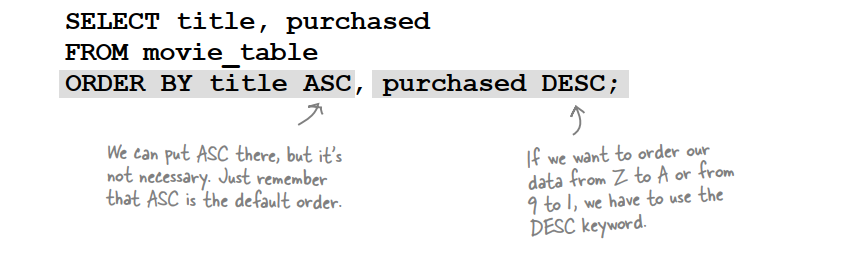 SELECT title, purchased
FROM movie_table
ORDER BY title ASC, purchased DESC;
We can put ASC there, but it's
not necessary. Just remember
that ASC is the default order.
If we want to order our
data from Z to A or from
9 to 1, we have to use the
DESC keyword.